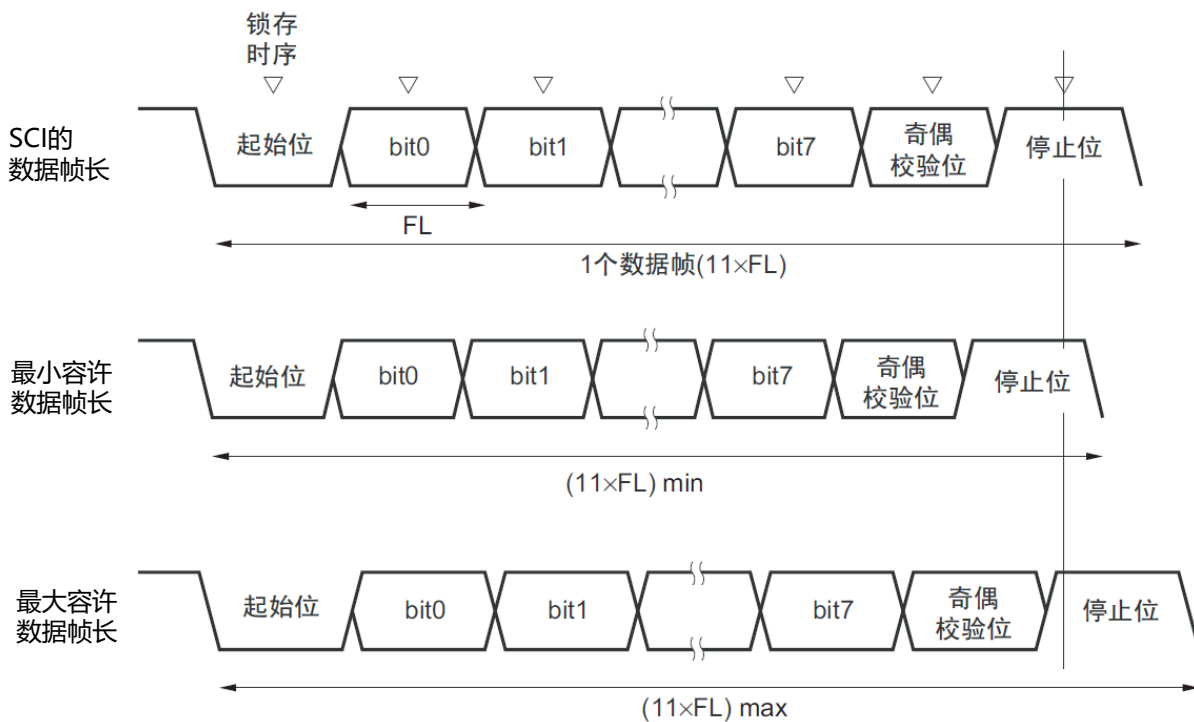 锁存
时序
SCI的
数据帧长
起始位
bit0
bit1
bit7
奇偶
校验位
停止位
FL
1个数据帧(11×FL)
最小容许
数据帧长
起始位
bit0
bit1
bit7
奇偶
校验位
停止位
(11×FL) min
最大容许
数据帧长
起始位
bit0
bit1
bit7
奇偶
校验位
停止位
(11×FL) max